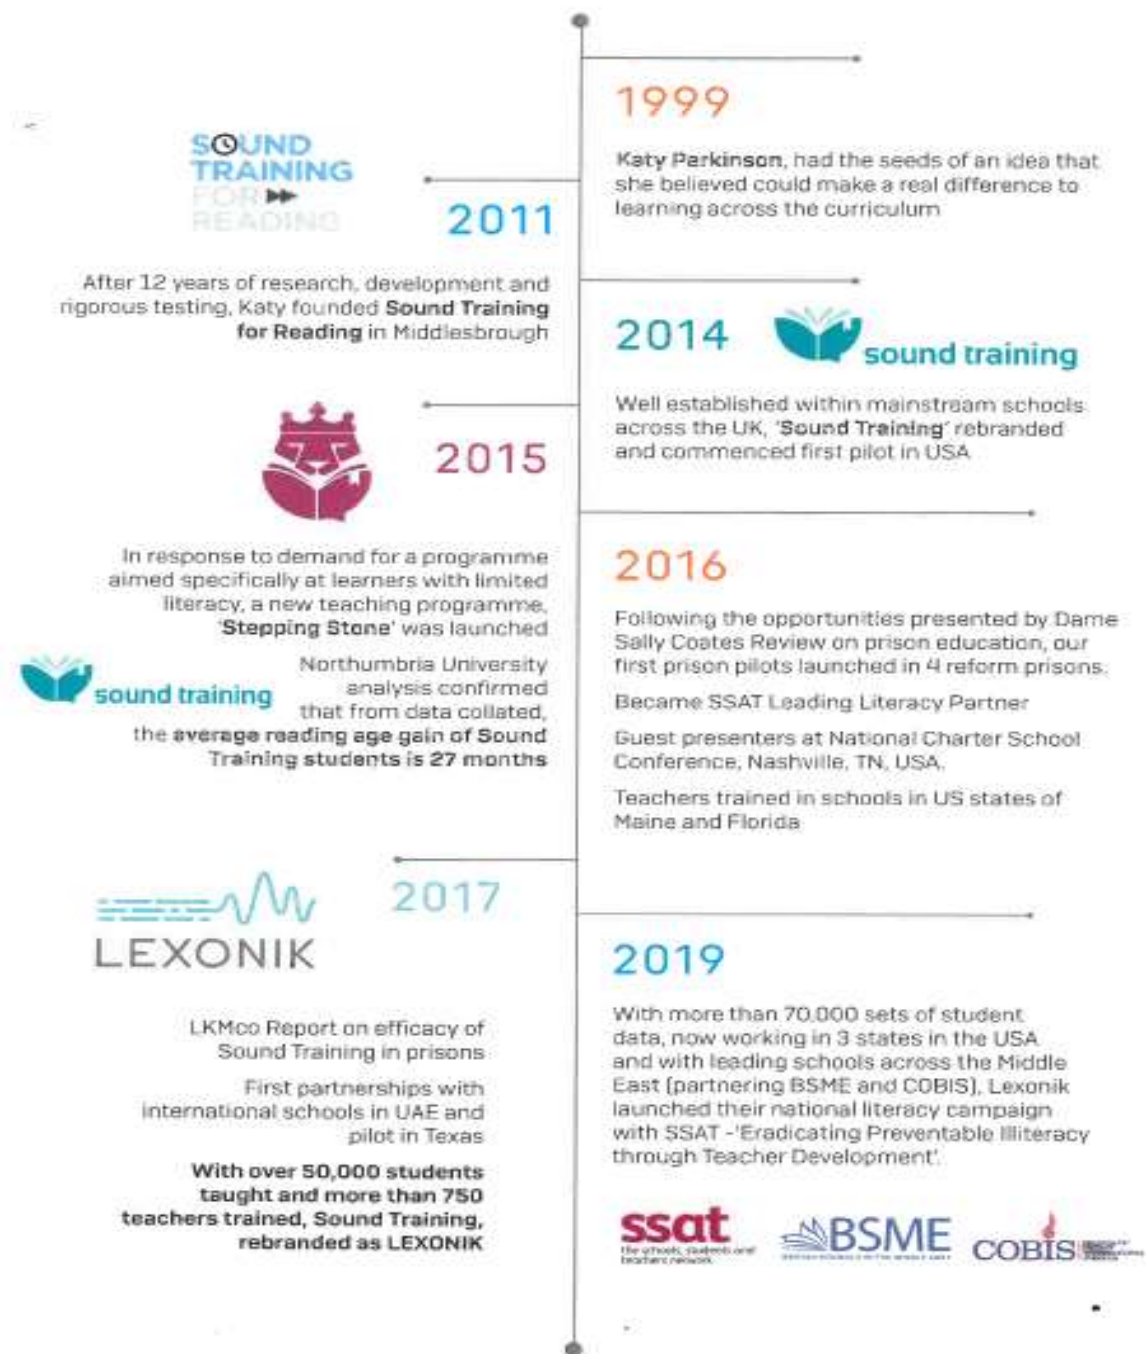 1999
Katy Parkinson, had the seeds of an idea that
she believed could make a real difference to
learning across the curriculum
SOUND
TRAINING
FOR
READING
2011
After 12 years of research, development and
rigorous testing, Katy founded Sound Training
for Reading in Middlesbrough
2014
sound training
Well established within mainstream schools
across the UK, 'Sound Training' rebranded
and commenced first pilot in USA
2015
In response to demand for a programme
aimed specifically at learners with limited
literacy, a new teaching programme,
'Stepping Stone' was launched
sound training
Northumbria University
analysis confirmed
that from data collated,
the average reading age gain of Sound
Training students is 27 months
2016
Following the opportunities presented by Dame
Sally Coates Review on prison education, our
first prison pilots launched in 4 reform prisons.
Became SSAT Leading Literacy Partner
Guest presenters at National Charter School
Conference, Nashville, TN, USA.
Teachers trained in schools in US states of
Maine and Florida
2017
LEXONIK
LKMco Report on efficacy of
Sound Training in prisons
First partnerships with
international schools in UAE and
pilot in Texas
With over 50,000 students
taught and more than 750
teachers trained, Sound Training,
rebranded as LEXONIK
2019
With more than 70,000 sets of student
data, now working in 3 states in the USA
and with leading schools across the Middle
East (partnering BSME and COBIS), Lexonik
launched their national literacy campaign
with SSAT -'Eradicating Preventable Illiteracy
through Teacher Development'.
ssat
the schools, students and
teachers network
BSME
BRITISH SCHOOLS IN THE MIDDLE EAST
COBIS